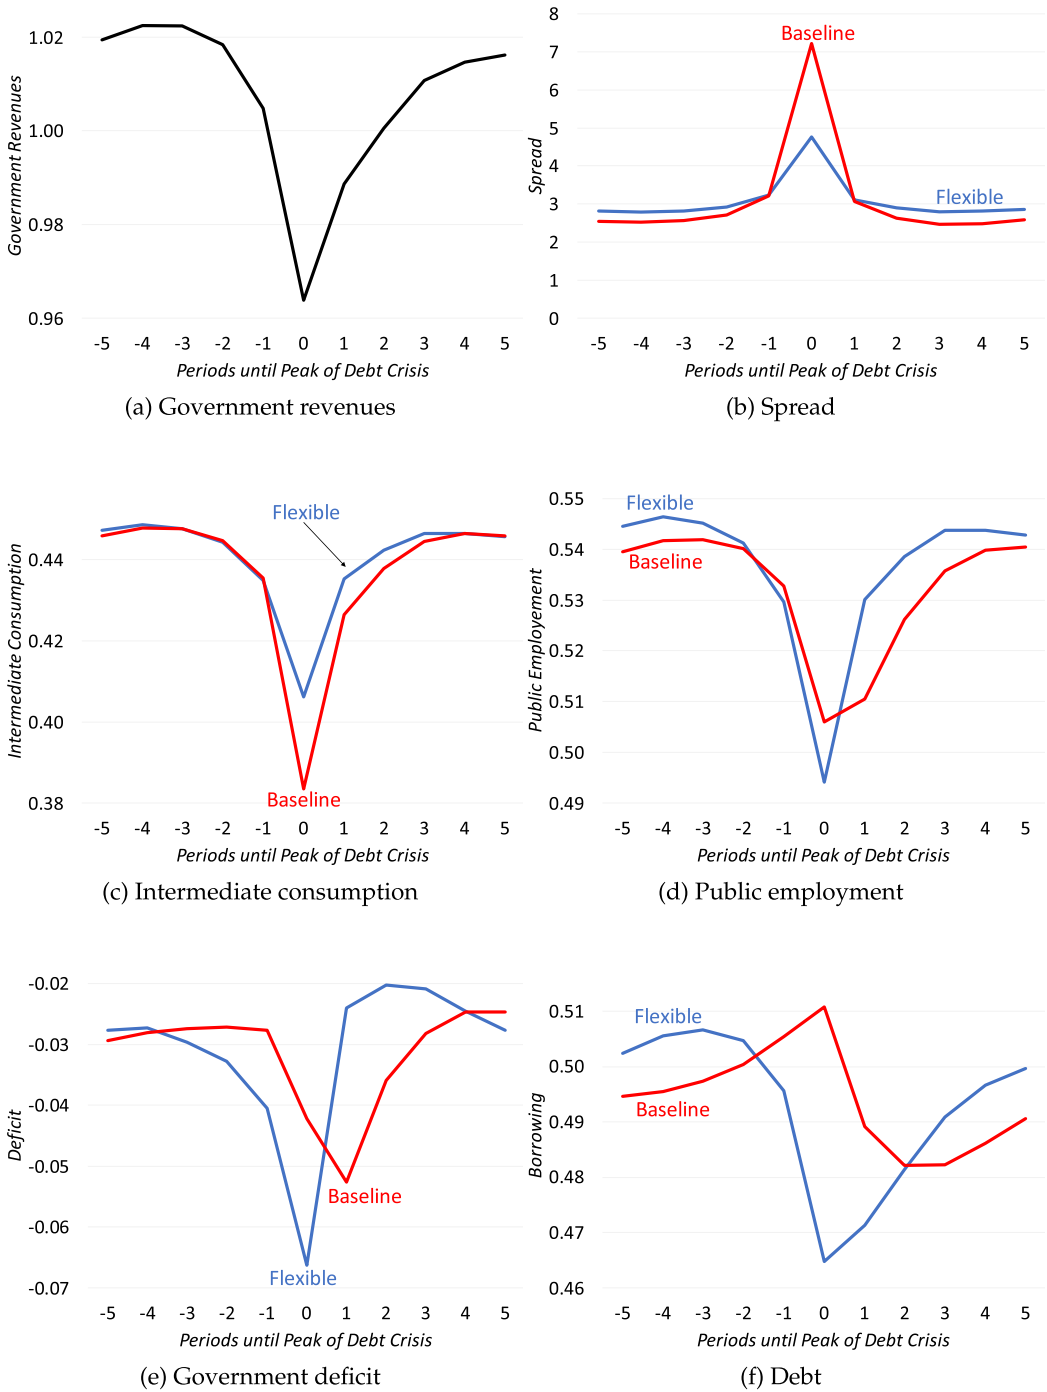 Government Revenues
1.02
1.00
0.98
0.96
-5 -4 -3 -2 -1 0 1 2 3 4 5
Periods until Peak of Debt Crisis
(a) Government revenues
Spread
8
7
6
5
4
3
2
1
0
Baseline
Flexible
-5 -4 -3 -2 -1 0 1 2 3 4 5
Periods until Peak of Debt Crisis
(b) Spread
Intermediate Consumption
0.44
0.42
0.40
0.38
Flexible
Baseline
-5 -4 -3 -2 -1 0 1 2 3 4 5
Periods until Peak of Debt Crisis
(c) Intermediate consumption
Public Employement
0.55
0.54
0.53
0.52
0.51
0.50
0.49
Flexible
Baseline
-5 -4 -3 -2 -1 0 1 2 3 4 5
Periods until Peak of Debt Crisis
(d) Public employment
Deficit
-0.02
-0.03
-0.04
-0.05
-0.06
-0.07
Baseline
Flexible
-5 -4 -3 -2 -1 0 1 2 3 4 5
Periods until Peak of Debt Crisis
(e) Government deficit
Borrowing
0.51
0.50
0.49
0.48
0.47
0.46
Flexible
Baseline
-5 -4 -3 -2 -1 0 1 2 3 4 5
Periods until Peak of Debt Crisis
(f) Debt